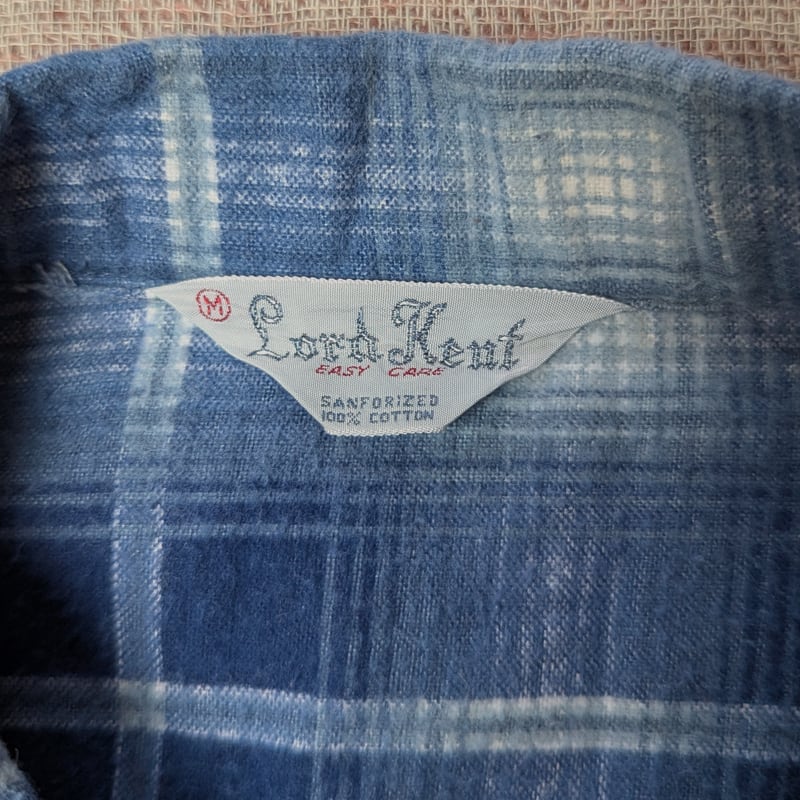 M Lord Kent
EASY CARE
SANFORIZED
100% COTTON